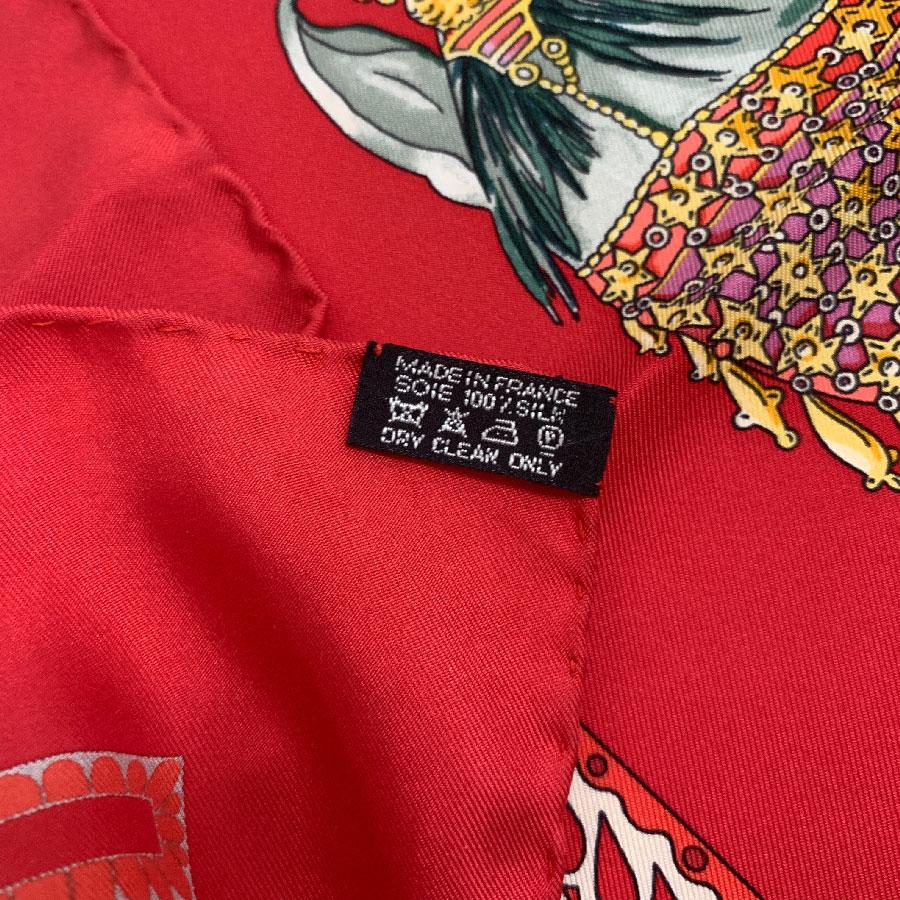 MADE IN FRANCE
SOIE 100% SILK
P
DRY CLEAN ONLY